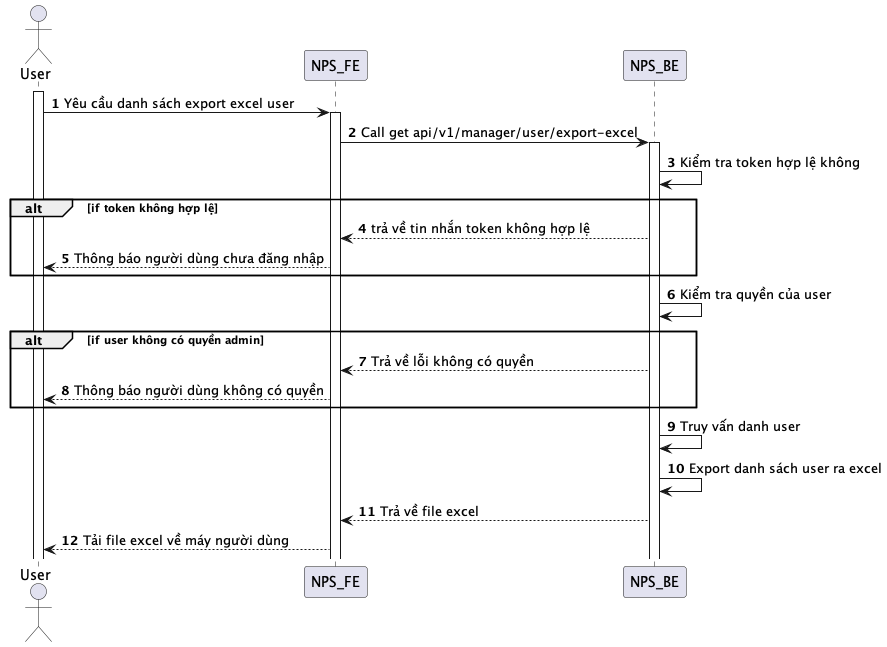 User
NPS_FE
NPS_BE
1 Yêu cầu danh sách export excel user
2 Call get api/v1/manager/user/export-excel
3 Kiểm tra token hợp lệ không
alt [if token không hợp lệ]
4 trả về tin nhắn token không hợp lệ
5 Thông báo người dùng chưa đăng nhập
6 Kiểm tra quyền của user
alt [if user không có quyền admin]
7 Trả về lỗi không có quyền
8 Thông báo người dùng không có quyền
9 Truy vấn danh user
10 Export danh sách user ra excel
11 Trả về file excel
12 Tải file excel về máy người dùng
User
NPS_FE
NPS_BE